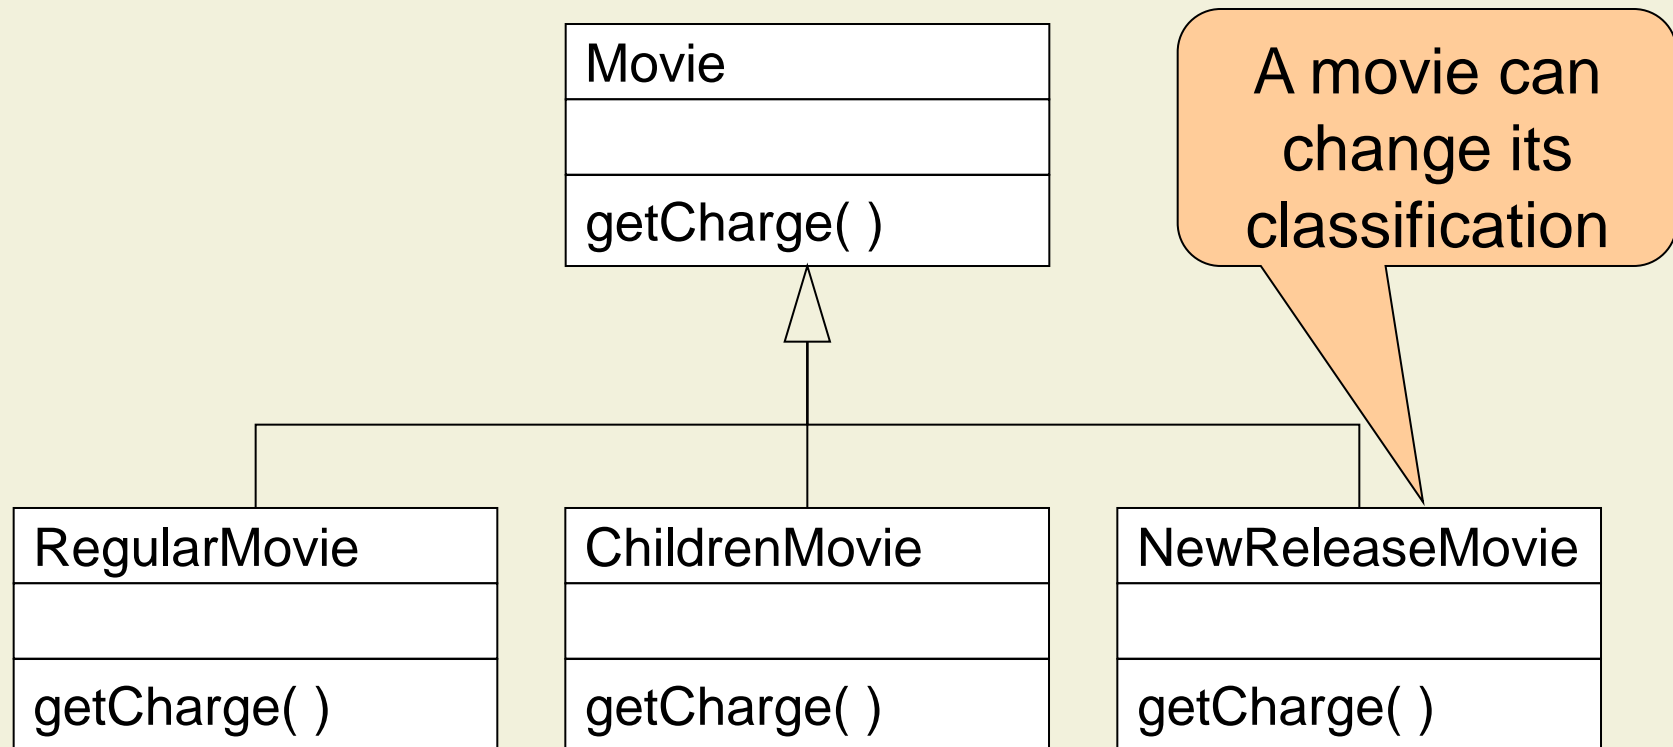 Movie
getCharge( )
A movie can
change its
classification
RegularMovie
getCharge( )
ChildrenMovie
getCharge( )
NewReleaseMovie
getCharge( )